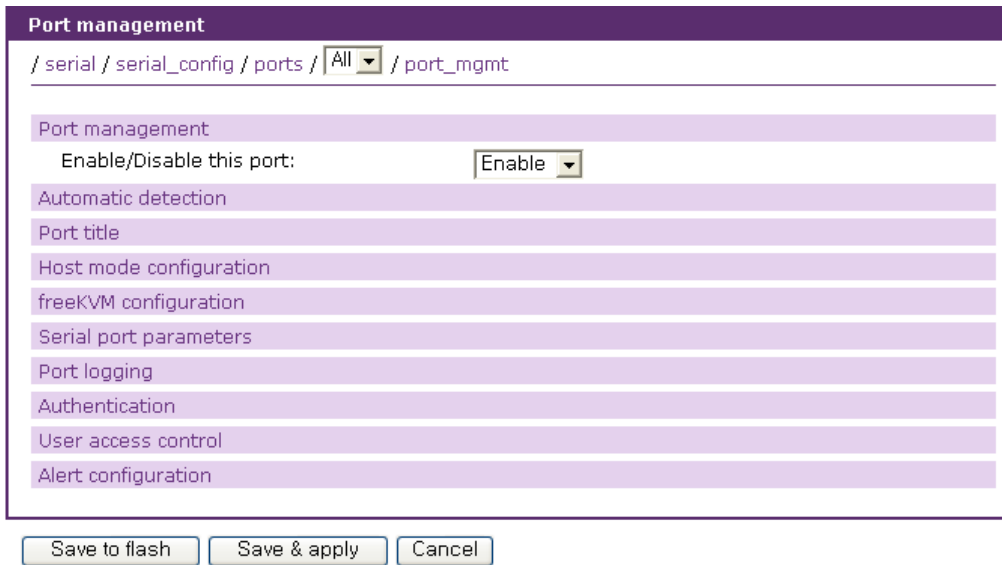 Port management
/ serial / serial_config / ports / All / port_mgmt
Port management
Enable/Disable this port: Enable
Automatic detection
Port title
Host mode configuration
freeKVM configuration
Serial port parameters
Port logging
Authentication
User access control
Alert configuration
Save to flash Save & apply Cancel